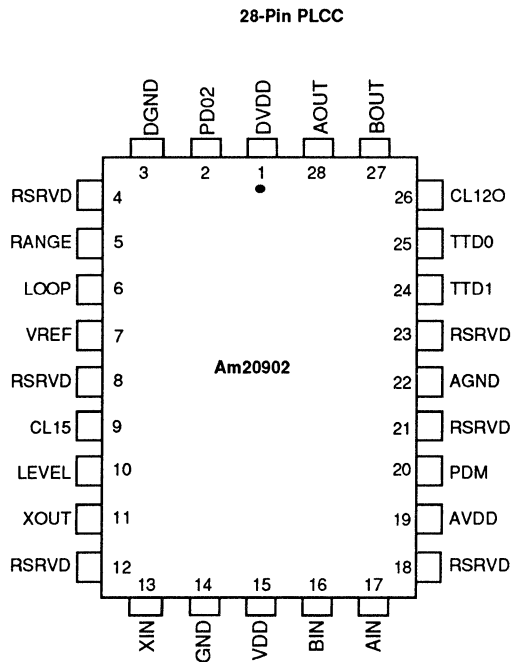 28-Pin PLCC
DGND
PD02
DVDD
AOUT
BOUT
3
2
1
28
27
RSRVD 4
26 CL12O
RANGE 5
25 TTD0
LOOP 6
24 TTD1
VREF 7
23 RSRVD
Am20902
RSRVD 8
22 AGND
CL15 9
21 RSRVD
LEVEL 10
20 PDM
XOUT 11
19 AVDD
RSRVD 12
18 RSRVD
13
14
15
16
17
XIN
GND
VDD
BIN
AIN